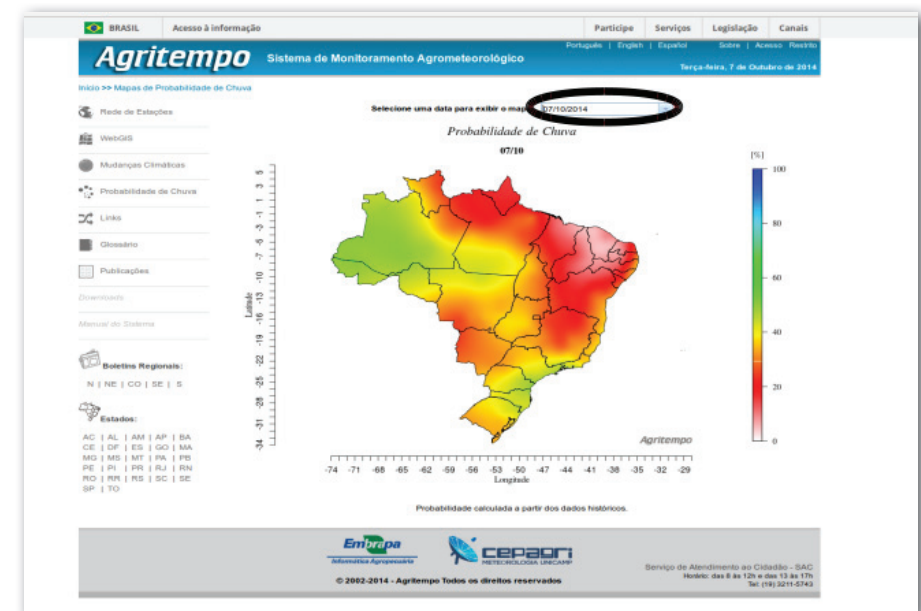 BRASIL Acesso à informação Participe Serviços Legislação Canais
Agritempo Sistema de Monitoramento Agrometeorológico
Português | English | Español Sobre | Acesso Restrito
Terça-feira, 7 de Outubro de 2014
Início >> Mapas de Probabilidade de Chuva
Selecione uma data para exibir o mapa 07/10/2014
Rede de Estações
WebGIS
Mudanças Climáticas
Probabilidade de Chuva
Links
Glossário
Publicações
Downloads
Manual do Sistema
Boletins Regionais:
N | NE | CO | SE | S
Estados:
AC | AL | AM | AP | BA
CE | DF | ES | GO | MA
MG | MS | MT | PA | PB
PE | PI | PR | RJ | RN
RO | RR | RS | SC | SE
SP | TO
Probabilidade de Chuva
07/10
[%]
100
80
60
40
20
0
Latitude
5 3 1 -1 -3 -5 -7 -10 -13 -16 -19 -22 -25 -28 -31 -34
-74 -71 -68 -65 -62 -59 -56 -53 -50 -47 -44 -41 -38 -35 -32 -29
Longitude
Agritempo
Probabilidade calculada a partir dos dados históricos.
Embrapa
Informática Agropecuária
cepagri
METEOROLOGIA UNICAMP
© 2002-2014 - Agritempo Todos os direitos reservados
Serviço de Atendimento ao Cidadão - SAC
Horário: das 8 às 12h e das 13 às 17h
Tel: (19) 3211-5743